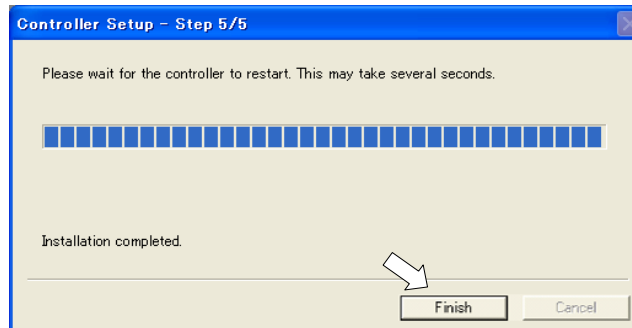 Controller Setup - Step 5/5
Please wait for the controller to restart. This may take several seconds.
Installation completed.
Finish
Cancel